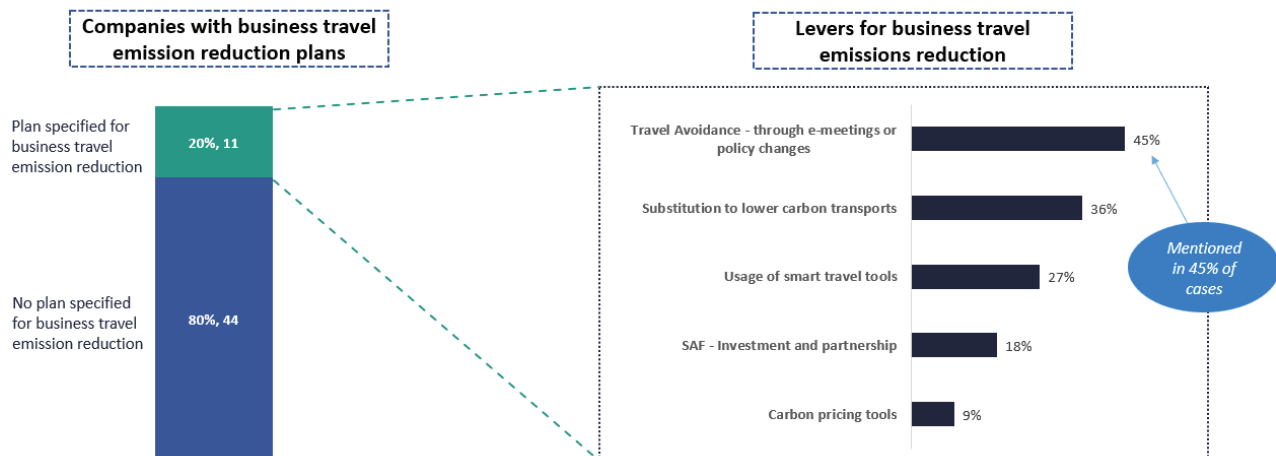 Companies with business travel
emission reduction plans
Levers for business travel
emissions reduction
Plan specified for
business travel
emission reduction
20%, 11
No plan specified
for business travel
emission reduction
80%, 44
Travel Avoidance - through e-meetings or
policy changes
45%
Substitution to lower carbon transports
36%
Usage of smart travel tools
27%
SAF - Investment and partnership
18%
Carbon pricing tools
9%
Mentioned
in 45% of
cases